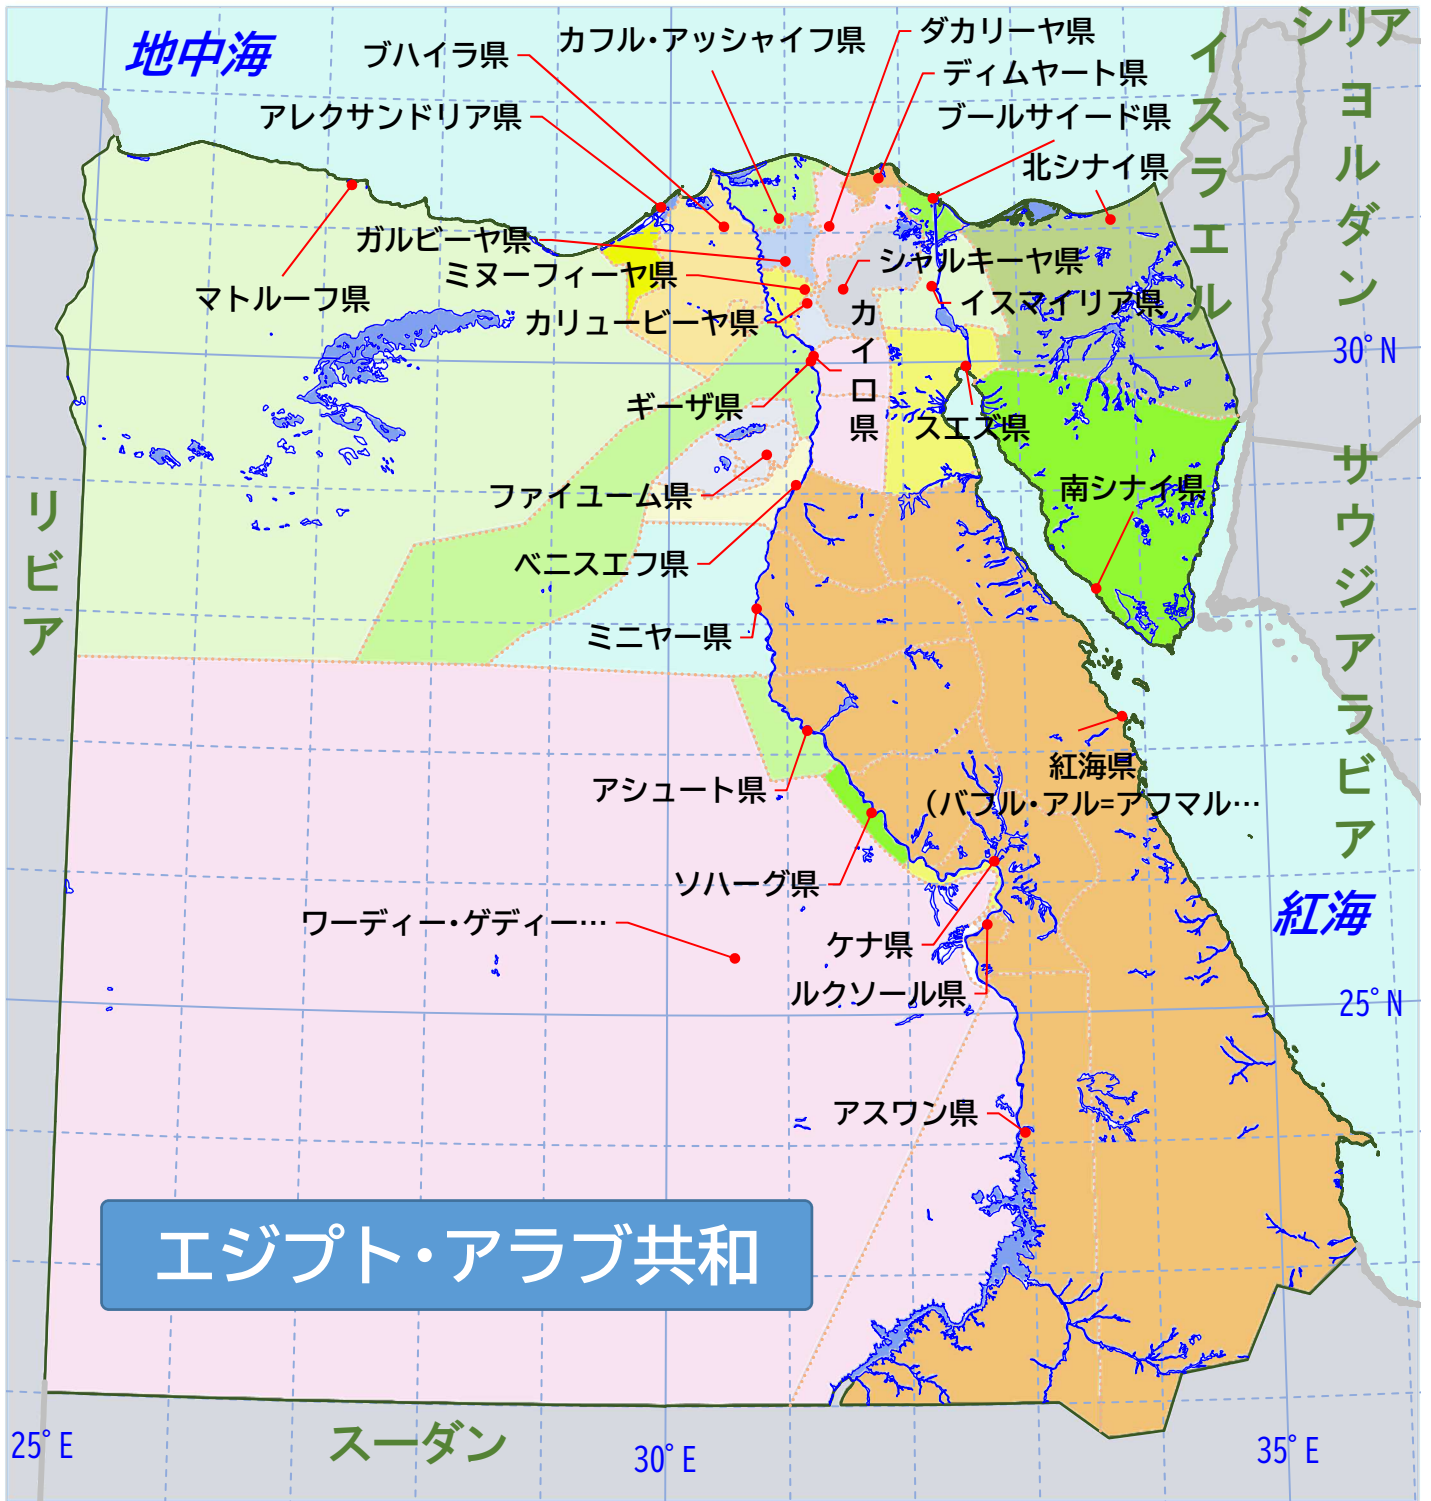 シリア
地中海
ブハイラ県
カフル・アッシャイフ県
ダカリーヤ県
ディムヤート県
イスラエル
ヨルダン
アレクサンドリア県
ブールサイード県
北シナイ県
ガルビーヤ県
ミヌーフィーヤ県
シャルキーヤ県
マトルーフ県
カリュービーヤ県
カイロ県
イスマイリア県
30°N
ギーザ県
スエズ県
ファイユーム県
南シナイ県
サウジアラビア
リビア
ベニスエフ県
ミニヤー県
アシュート県
紅海県
(バフル・アル=アフマル…
ソハーグ県
ワーディー・ゲディー…
ケナ県
紅海
ルクソール県
25°N
アスワン県
エジプト・アラブ共和
スーダン
25°E
30°E
35°E